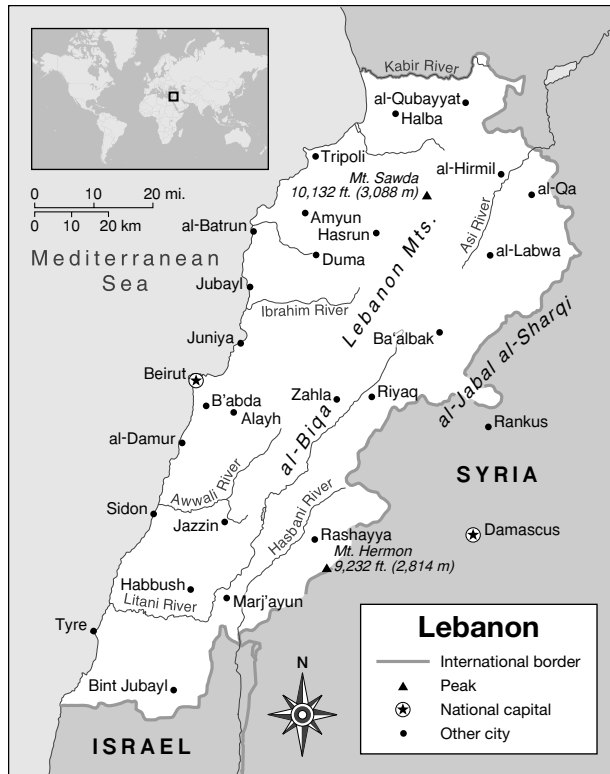 Kabir River
al-Qubayyat
Halba
Tripoli
al-Hirmil
Mt. Sawda
10,132 ft. (3,088 m)
al-Qa
0 10 20 mi.
0 10 20 km
Amyun
al-Batrun
Hasrun
Asi River
Mediterranean
Sea
Duma
al-Labwa
Lebanon Mts.
Jubayl
Ibrahim River
Juniya
Ba'albak
al-Jabal al-Sharqi
Beirut
B'abda
Zahla
Riyaq
Alayh
Rankus
al-Damur
al-Biqa
SYRIA
Awwali River
Sidon
Jazzin
Hasbani River
Damascus
Rashayya
Mt. Hermon
9,232 ft. (2,814 m)
Habbush
Litani River
Marj'ayun
Tyre
Bint Jubayl
ISRAEL
N
Lebanon
International border
Peak
National capital
Other city